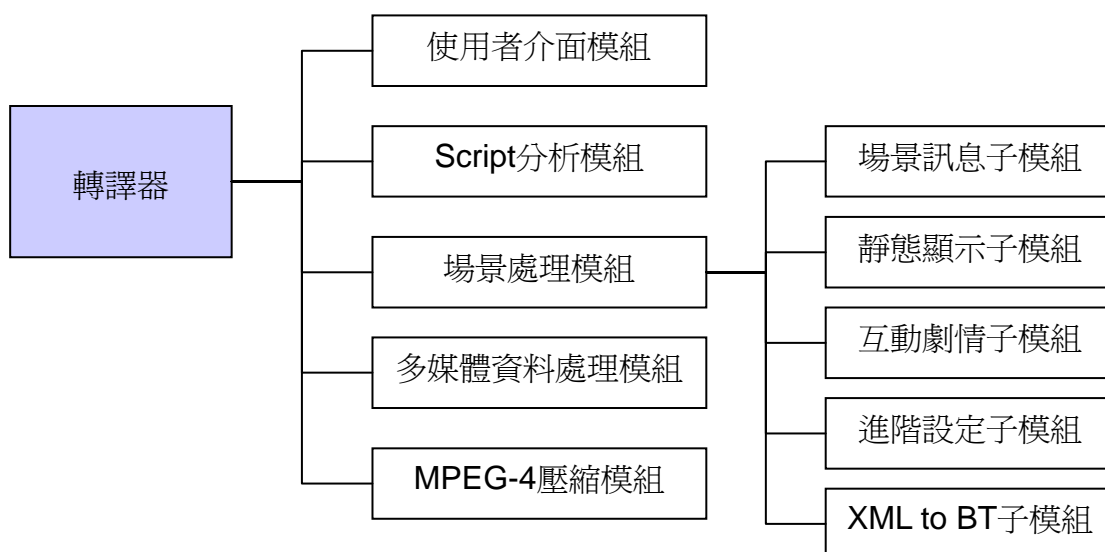 轉譯器
使用者介面模組
Script分析模組
場景處理模組
多媒體資料處理模組
MPEG-4壓縮模組
場景訊息子模組
靜態顯示子模組
互動劇情子模組
進階設定子模組
XML to BT子模組